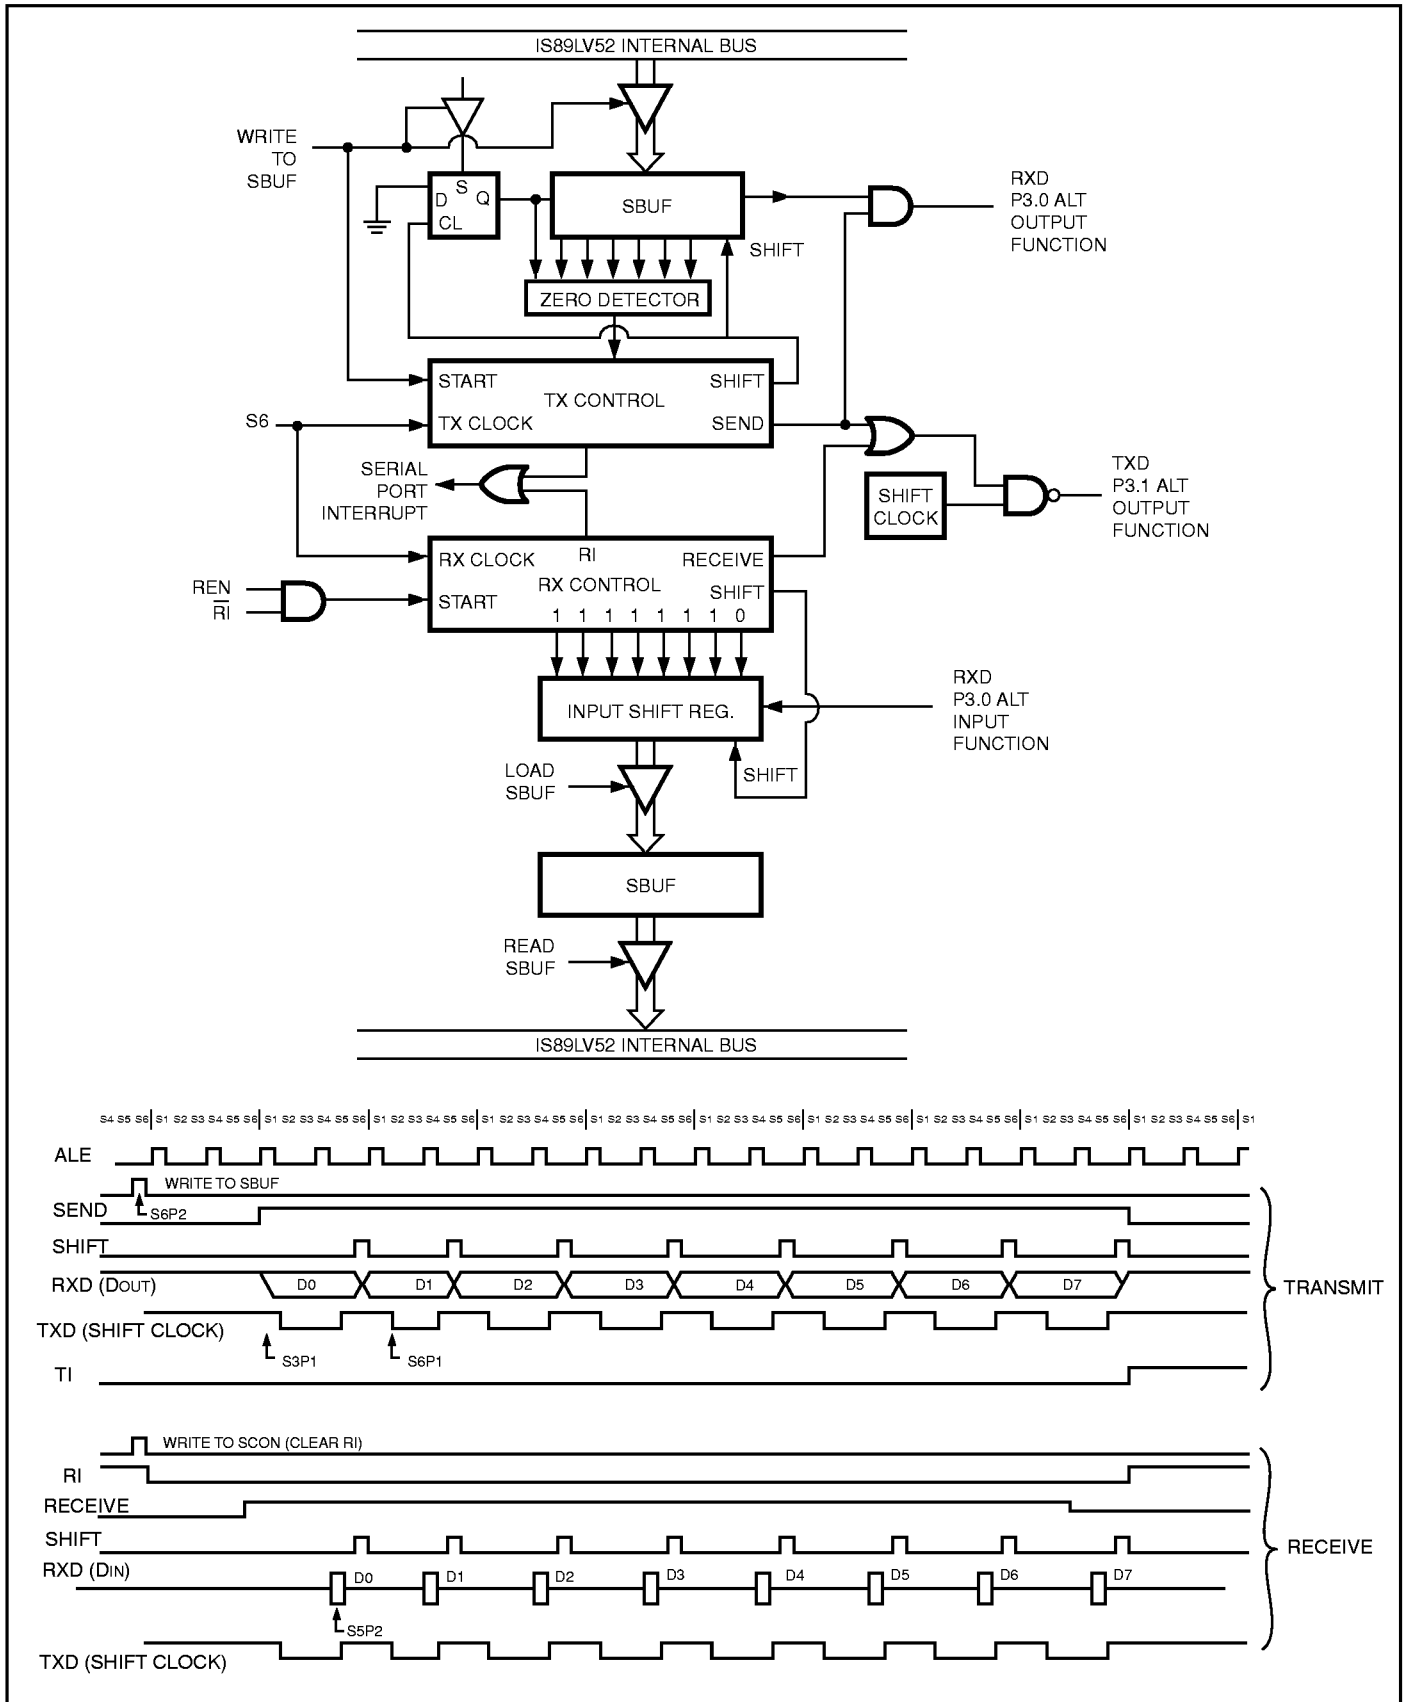 IS89LV52 INTERNAL BUS
WRITE
TO
SBUF
S
D
Q
CL
SBUF
SHIFT
RXD
P3.0 ALT
OUTPUT
FUNCTION
ZERO DETECTOR
START
SHIFT
TX CONTROL
S6
TX CLOCK
SEND
SERIAL
PORT
INTERRUPT
SHIFT
CLOCK
TXD
P3.1 ALT
OUTPUT
FUNCTION
RX CLOCK
RI
RECEIVE
RX CONTROL
SHIFT
REN
RI
START
1 1 1 1 1 1 1 0
INPUT SHIFT REG.
RXD
P3.0 ALT
INPUT
FUNCTION
LOAD
SBUF
SHIFT
SBUF
READ
SBUF
IS89LV52 INTERNAL BUS
S4 S5 S6 S1 S2 S3 S4 S5 S6 S1 S2 S3 S4 S5 S6 S1 S2 S3 S4 S5 S6 S1 S2 S3 S4 S5 S6 S1 S2 S3 S4 S5 S6 S1 S2 S3 S4 S5 S6 S1 S2 S3 S4 S5 S6 S1 S2 S3 S4 S5 S6 S1 S2 S3 S4 S5 S6 S1 S2 S3 S4 S5 S6 S1
ALE
WRITE TO SBUF
SEND
S6P2
SHIFT
RXD (DOUT)
D0 D1 D2 D3 D4 D5 D6 D7
TRANSMIT
TXD (SHIFT CLOCK)
S3P1
S6P1
TI
WRITE TO SCON (CLEAR RI)
RI
RECEIVE
SHIFT
RECEIVE
RXD (DIN)
D0 D1 D2 D3 D4 D5 D6 D7
S5P2
TXD (SHIFT CLOCK)